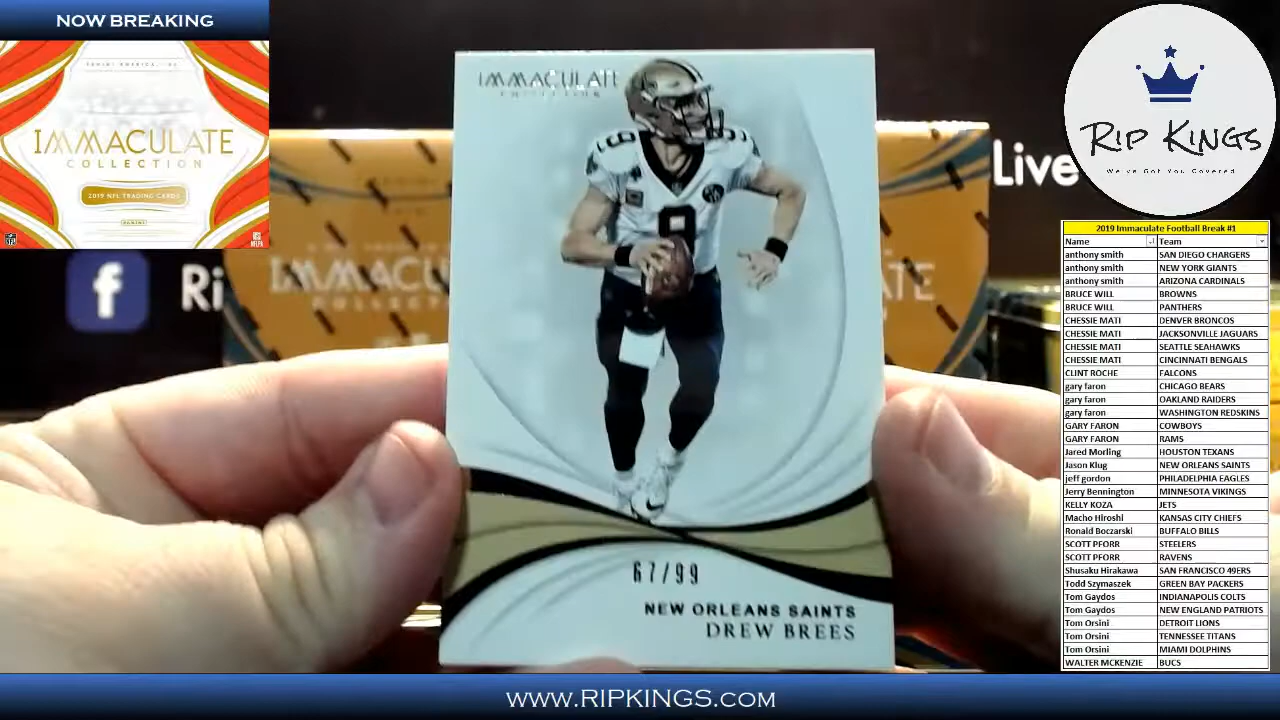 NOW BREAKING
IMMACULATE
COLLECTION
2019 NFL TRADING CARDS
PANINI
IMMACULATE
COLLECTION
9
67/99
NEW ORLEANS SAINTS
DREW BREES
Live
Ri
RIP KINGS
We've Got You Covered
2019 Immaculate Football Break #1
Name Team
anthony smith SAN DIEGO CHARGERS
anthony smith NEW YORK GIANTS
anthony smith ARIZONA CARDINALS
BRUCE WILL BROWNS
BRUCE WILL PANTHERS
CHESSIE MATI DENVER BRONCOS
CHESSIE MATI JACKSONVILLE JAGUARS
CHESSIE MATI SEATTLE SEAHAWKS
CHESSIE MATI CINCINNATI BENGALS
CLINT ROCHE FALCONS
gary faron CHICAGO BEARS
gary faron OAKLAND RAIDERS
gary faron WASHINGTON REDSKINS
GARY FARON COWBOYS
GARY FARON RAMS
Jared Morling HOUSTON TEXANS
Jason Klug NEW ORLEANS SAINTS
jeff gordon PHILADELPHIA EAGLES
Jerry Bennington MINNESOTA VIKINGS
KELLY KOZA JETS
Macho Hiroshi KANSAS CITY CHIEFS
Ronald Boczarski BUFFALO BILLS
SCOTT PFORR STEELERS
SCOTT PFORR RAVENS
Shusaku Hirakawa SAN FRANCISCO 49ERS
Todd Szymaszek GREEN BAY PACKERS
Tom Gaydos INDIANAPOLIS COLTS
Tom Gaydos NEW ENGLAND PATRIOTS
Tom Orsini DETROIT LIONS
Tom Orsini TENNESSEE TITANS
Tom Orsini MIAMI DOLPHINS
WALTER MCKENZIE BUCS
www.RIPKINGS.com